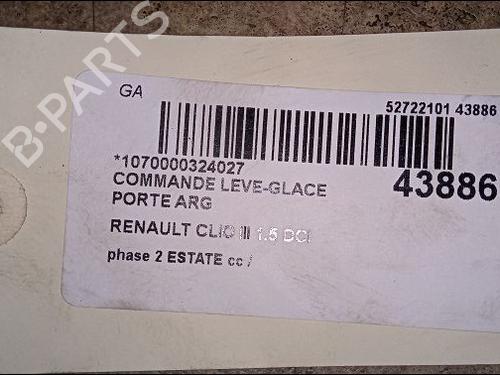 B-PARTS
GA
52722101 43886
*1070000324027
43886
COMMANDE LEVE-GLACE
PORTE ARG
RENAULT CLIO III 1.5 DCI
phase 2 ESTATE cc /